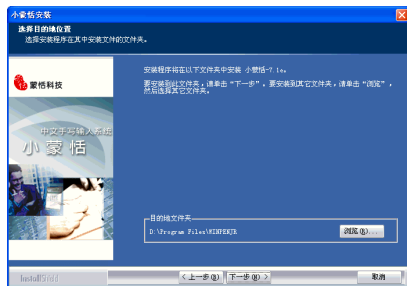 小蒙恬安装
选择目的地位置
选择安装程序在其中安装文件的文件夹。
蒙恬科技
中文手写输入系统
小蒙恬
安装程序将在以下文件夹中安装 小蒙恬-7.1e。
要安装到此文件夹，请单击“下一步”。要安装到其它文件夹，请单击“浏览”，
然后选择其它文件夹。
目的地文件夹
D:\Program Files\WINPENJR
浏览(R)...
InstallShield
< 上一步(B)
下一步(N) >
取消